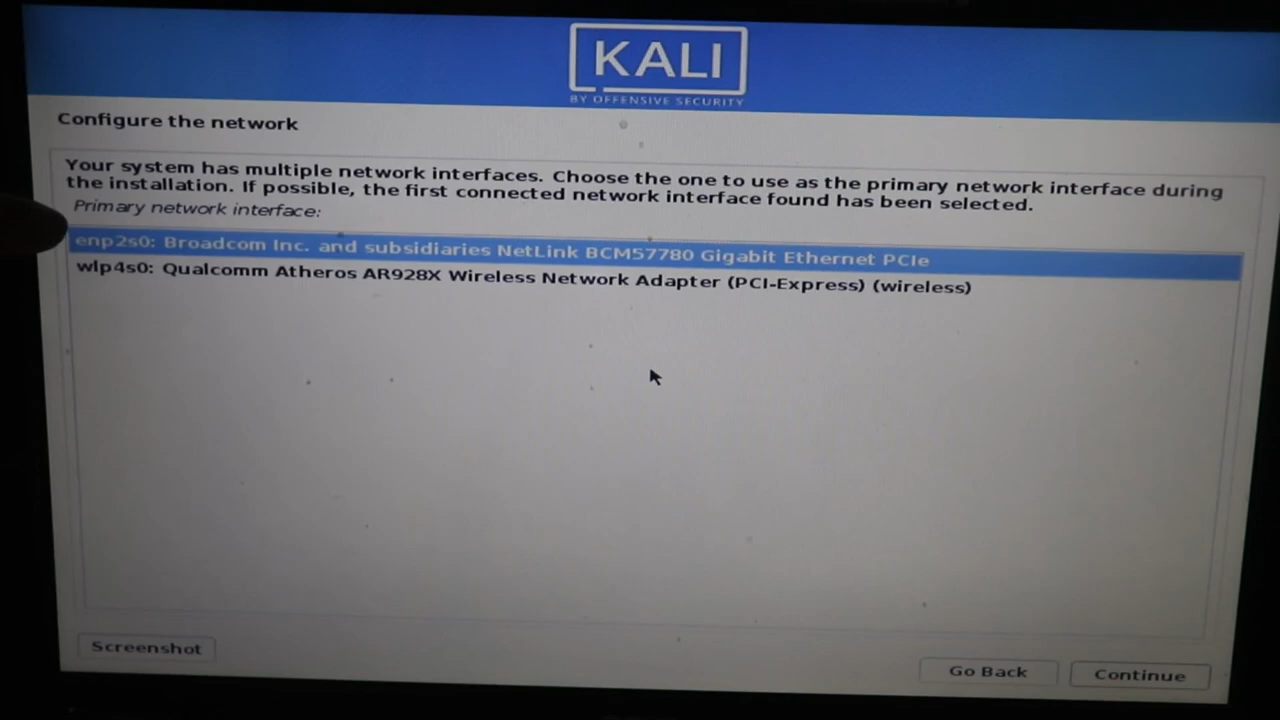 KALI
BY OFFENSIVE SECURITY
Configure the network
Your system has multiple network interfaces. Choose the one to use as the primary network interface during
the installation. If possible, the first connected network interface found has been selected.
Primary network interface:
enp2s0: Broadcom Inc. and subsidiaries NetLink BCM57780 Gigabit Ethernet PCIe
wlp4s0: Qualcomm Atheros AR928X Wireless Network Adapter (PCI-Express) (wireless)
Screenshot
Go Back
Continue